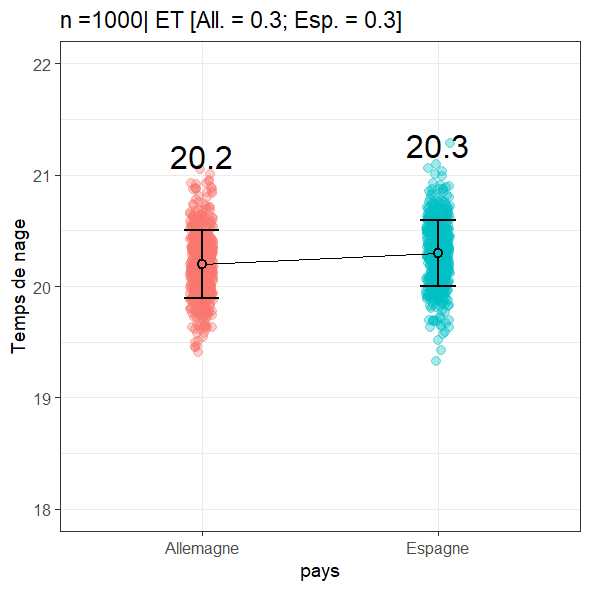 n =1000| ET [All. = 0.3; Esp. = 0.3]
22
21
20
19
18
Temps de nage
20.2
20.3
Allemagne
Espagne
pays